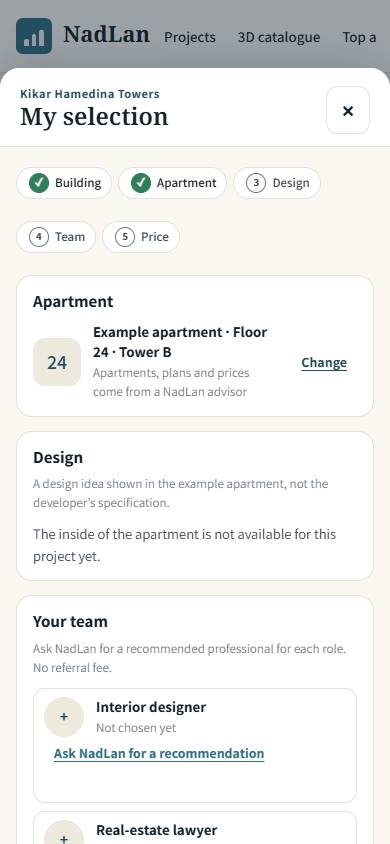 NadLan Projects 3D catalogue Top a
Kikar Hamedina Towers
My selection
✕
✓ Building ✓ Apartment 3 Design
4 Team 5 Price
Apartment
Example apartment · Floor
24 · Tower B
24
Apartments, plans and prices
come from a NadLan advisor
Change
Design
A design idea shown in the example apartment, not the
developer’s specification.
The inside of the apartment is not available for this
project yet.
Your team
Ask NadLan for a recommended professional for each role.
No referral fee.
+ Interior designer
Not chosen yet
Ask NadLan for a recommendation
+ Real-estate lawyer